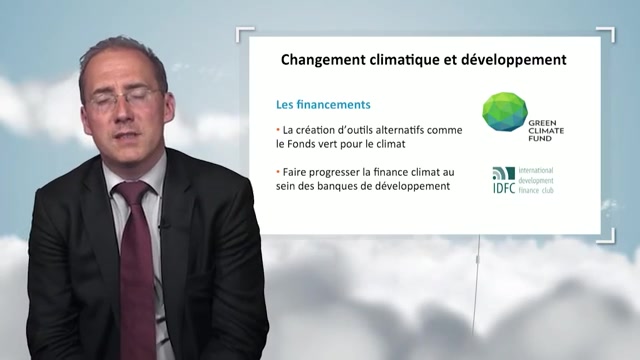 Changement climatique et développement
Les financements
• La création d'outils alternatifs comme
le Fonds vert pour le climat
• Faire progresser la finance climat au
sein des banques de développement
GREEN
CLIMATE
FUND
IDFC
international
development
finance club